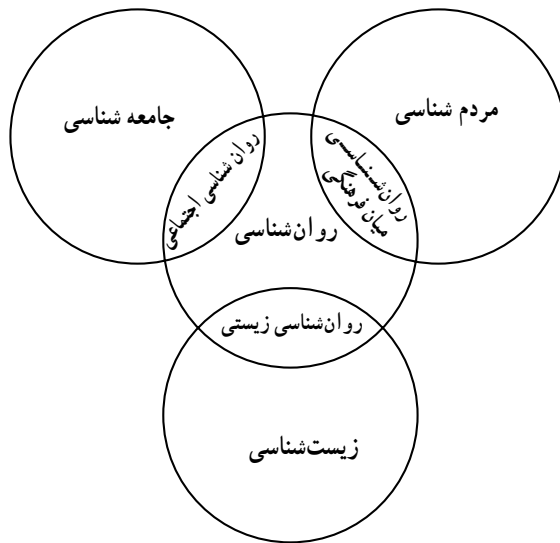 مردم شناسی
جامعه شناسی
روان‌شناسی
میان فرهنگی
روان شناسی اجتماعی
روان‌شناسی
روان‌شناسی زیستی
زیست‌شناسی